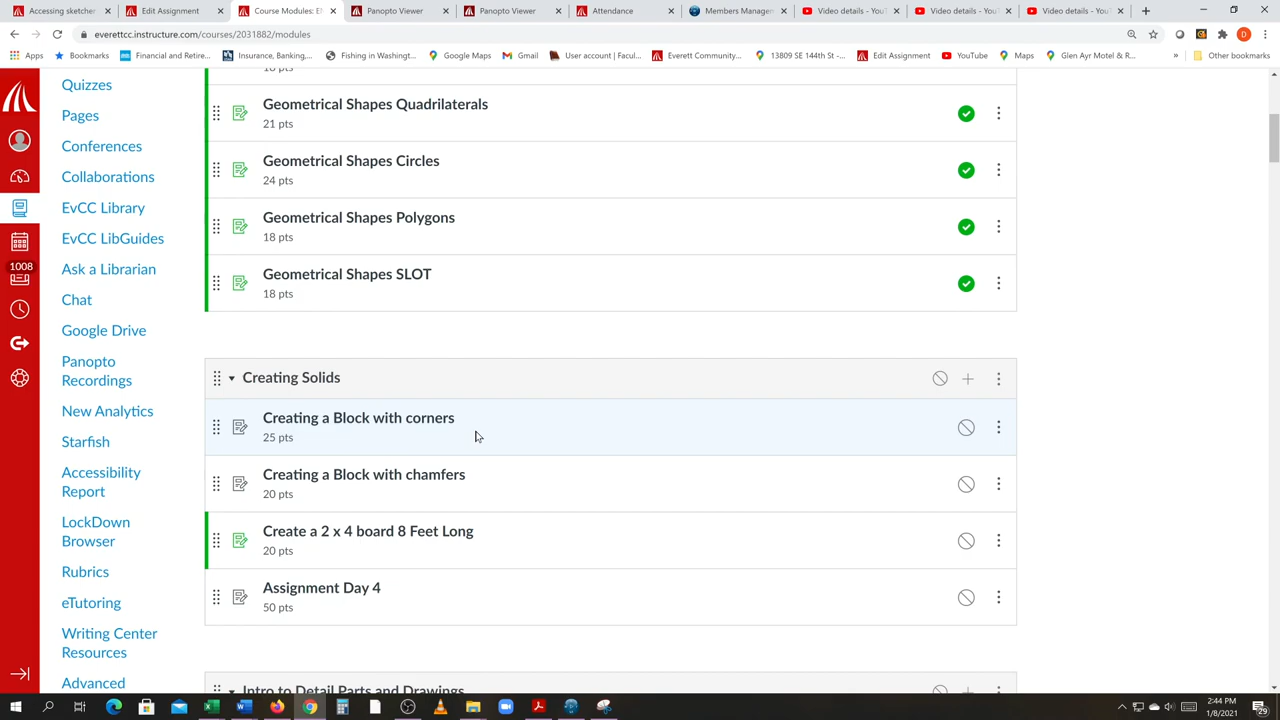 Accessing sketcher
Edit Assignment
Course Modules: E
Panopto Viewer
Panopto Viewer
Attendance
Members Manage
Video details - You
Video details - You
Video details - You
everettcc.instructure.com/courses/2031882/modules
Apps
Bookmarks
Financial and Retire...
Insurance, Banking,...
Fishing in Washingt...
Google Maps
Gmail
User account | Facul...
Everett Community...
13809 SE 144th St -...
Edit Assignment
YouTube
Maps
Glen Ayr Motel & R...
»
Other bookmarks
D
Quizzes
Pages
Conferences
Collaborations
EvCC Library
EvCC LibGuides
Ask a Librarian
Chat
Google Drive
Panopto
Recordings
New Analytics
Starfish
Accessibility
Report
LockDown
Browser
Rubrics
eTutoring
Writing Center
Resources
Advanced
1008
Geometrical Shapes Quadrilaterals
21 pts
Geometrical Shapes Circles
24 pts
Geometrical Shapes Polygons
18 pts
Geometrical Shapes SLOT
18 pts
Creating Solids
Creating a Block with corners
25 pts
Creating a Block with chamfers
20 pts
Create a 2 x 4 board 8 Feet Long
20 pts
Assignment Day 4
50 pts
Intro to Detail Parts and Drawings
2:44 PM
1/8/2021
29